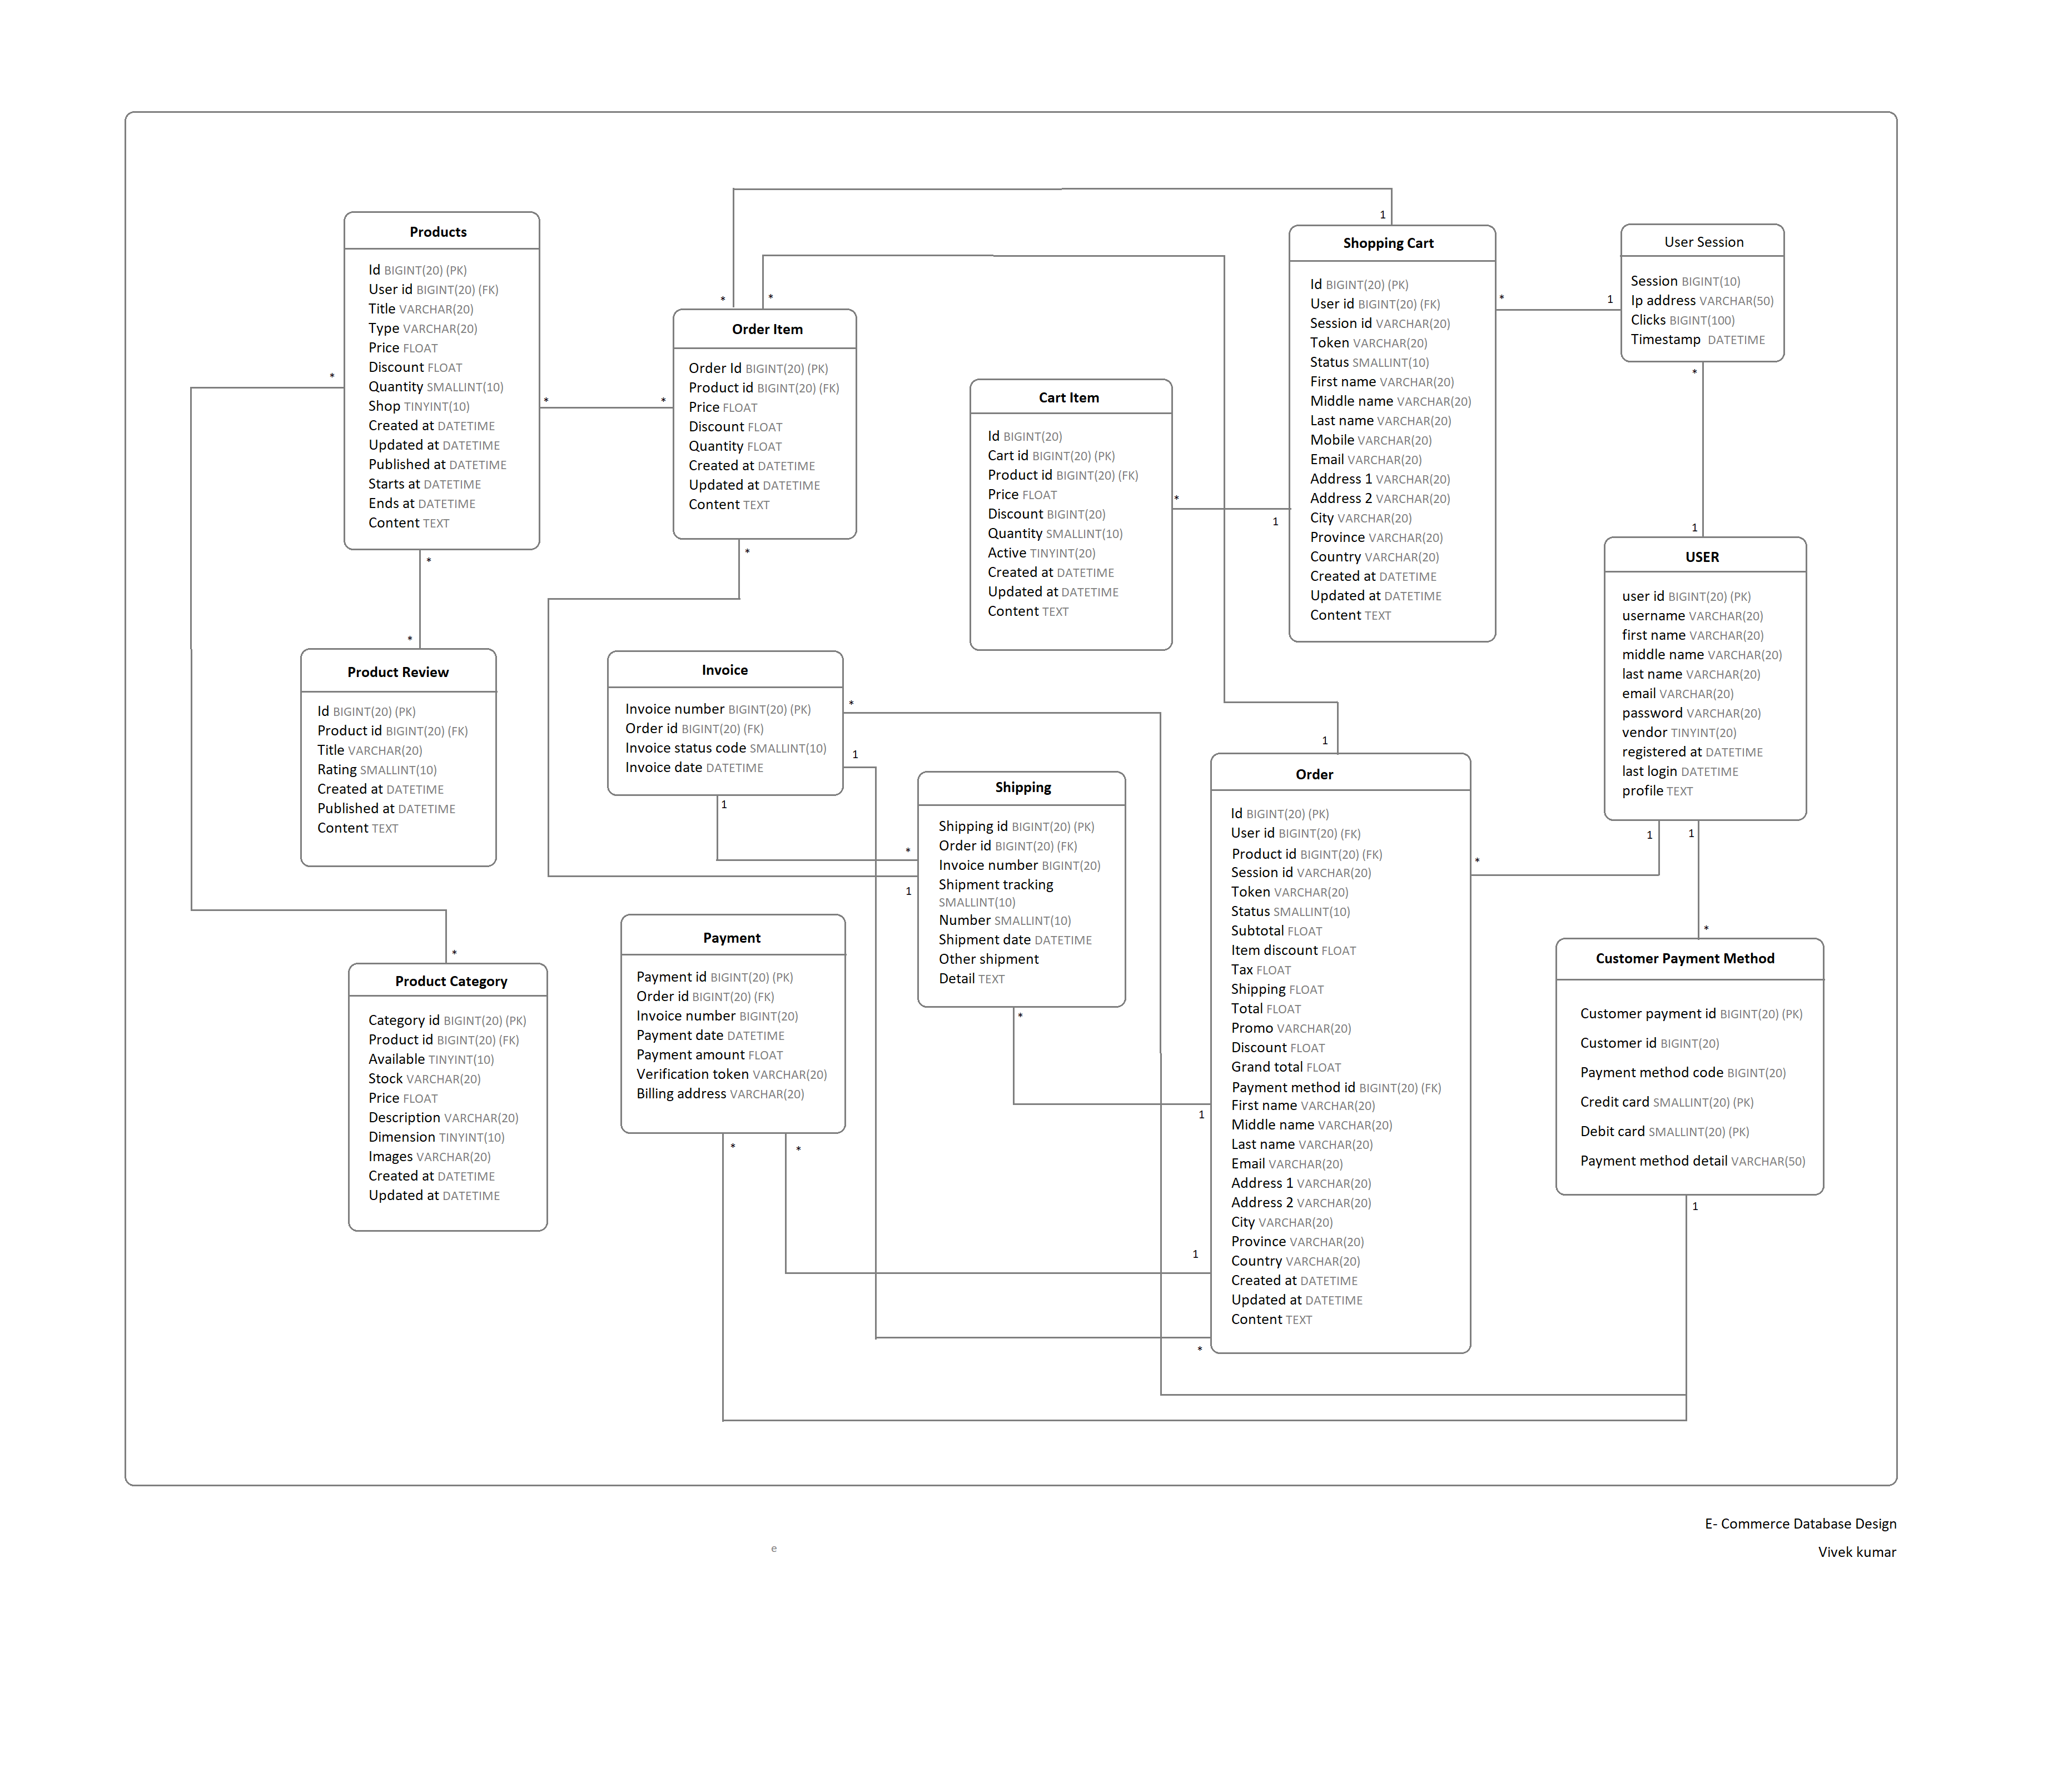 Products
Id BIGINT(20) (PK)
User id BIGINT(20) (FK)
Title VARCHAR(20)
Type VARCHAR(20)
Price FLOAT
Discount FLOAT
Quantity SMALLINT(10)
Shop TINYINT(10)
Created at DATETIME
Updated at DATETIME
Published at DATETIME
Starts at DATETIME
Ends at DATETIME
Content TEXT
*
*
*
Order Item
Order Id BIGINT(20) (PK)
Product id BIGINT(20) (FK)
Price FLOAT
Discount FLOAT
Quantity FLOAT
Created at DATETIME
Updated at DATETIME
Content TEXT
*
*
*
*
Cart Item
Id BIGINT(20)
Cart id BIGINT(20) (PK)
Product id BIGINT(20) (FK)
Price FLOAT
Discount BIGINT(20)
Quantity SMALLINT(10)
Active TINYINT(20)
Created at DATETIME
Updated at DATETIME
Content TEXT
*
1
Shopping Cart
Id BIGINT(20) (PK)
User id BIGINT(20) (FK)
Session id VARCHAR(20)
Token VARCHAR(20)
Status SMALLINT(10)
First name VARCHAR(20)
Middle name VARCHAR(20)
Last name VARCHAR(20)
Mobile VARCHAR(20)
Email VARCHAR(20)
Address 1 VARCHAR(20)
Address 2 VARCHAR(20)
City VARCHAR(20)
Province VARCHAR(20)
Country VARCHAR(20)
Created at DATETIME
Updated at DATETIME
Content TEXT
1
*
1
User Session
Session BIGINT(10)
Ip address VARCHAR(50)
Clicks BIGINT(100)
Timestamp DATETIME
*
1
USER
user id BIGINT(20) (PK)
username VARCHAR(20)
first name VARCHAR(20)
middle name VARCHAR(20)
last name VARCHAR(20)
email VARCHAR(20)
password VARCHAR(20)
vendor TINYINT(20)
registered at DATETIME
last login DATETIME
profile TEXT
1
1
*
Product Review
Id BIGINT(20) (PK)
Product id BIGINT(20) (FK)
Title VARCHAR(20)
Rating SMALLINT(10)
Created at DATETIME
Published at DATETIME
Content TEXT
Invoice
Invoice number BIGINT(20) (PK)
Order id BIGINT(20) (FK)
Invoice status code SMALLINT(10)
Invoice date DATETIME
*
1
1
Shipping
Shipping id BIGINT(20) (PK)
Order id BIGINT(20) (FK)
Invoice number BIGINT(20)
Shipment tracking
SMALLINT(10)
Number SMALLINT(10)
Shipment date DATETIME
Other shipment
Detail TEXT
*
1
*
1
Order
Id BIGINT(20) (PK)
User id BIGINT(20) (FK)
Product id BIGINT(20) (FK)
Session id VARCHAR(20)
Token VARCHAR(20)
Status SMALLINT(10)
Subtotal FLOAT
Item discount FLOAT
Tax FLOAT
Shipping FLOAT
Total FLOAT
Promo VARCHAR(20)
Discount FLOAT
Grand total FLOAT
Payment method id BIGINT(20) (FK)
First name VARCHAR(20)
Middle name VARCHAR(20)
Last name VARCHAR(20)
Email VARCHAR(20)
Address 1 VARCHAR(20)
Address 2 VARCHAR(20)
City VARCHAR(20)
Province VARCHAR(20)
Country VARCHAR(20)
Created at DATETIME
Updated at DATETIME
Content TEXT
*
1
1
*
*
Product Category
Category id BIGINT(20) (PK)
Product id BIGINT(20) (FK)
Available TINYINT(10)
Stock VARCHAR(20)
Price FLOAT
Description VARCHAR(20)
Dimension TINYINT(10)
Images VARCHAR(20)
Created at DATETIME
Updated at DATETIME
Payment
Payment id BIGINT(20) (PK)
Order id BIGINT(20) (FK)
Invoice number BIGINT(20)
Payment date DATETIME
Payment amount FLOAT
Verification token VARCHAR(20)
Billing address VARCHAR(20)
*
*
*
Customer Payment Method
Customer payment id BIGINT(20) (PK)
Customer id BIGINT(20)
Payment method code BIGINT(20)
Credit card SMALLINT(20) (PK)
Debit card SMALLINT(20) (PK)
Payment method detail VARCHAR(50)
1
E- Commerce Database Design
e
Vivek kumar